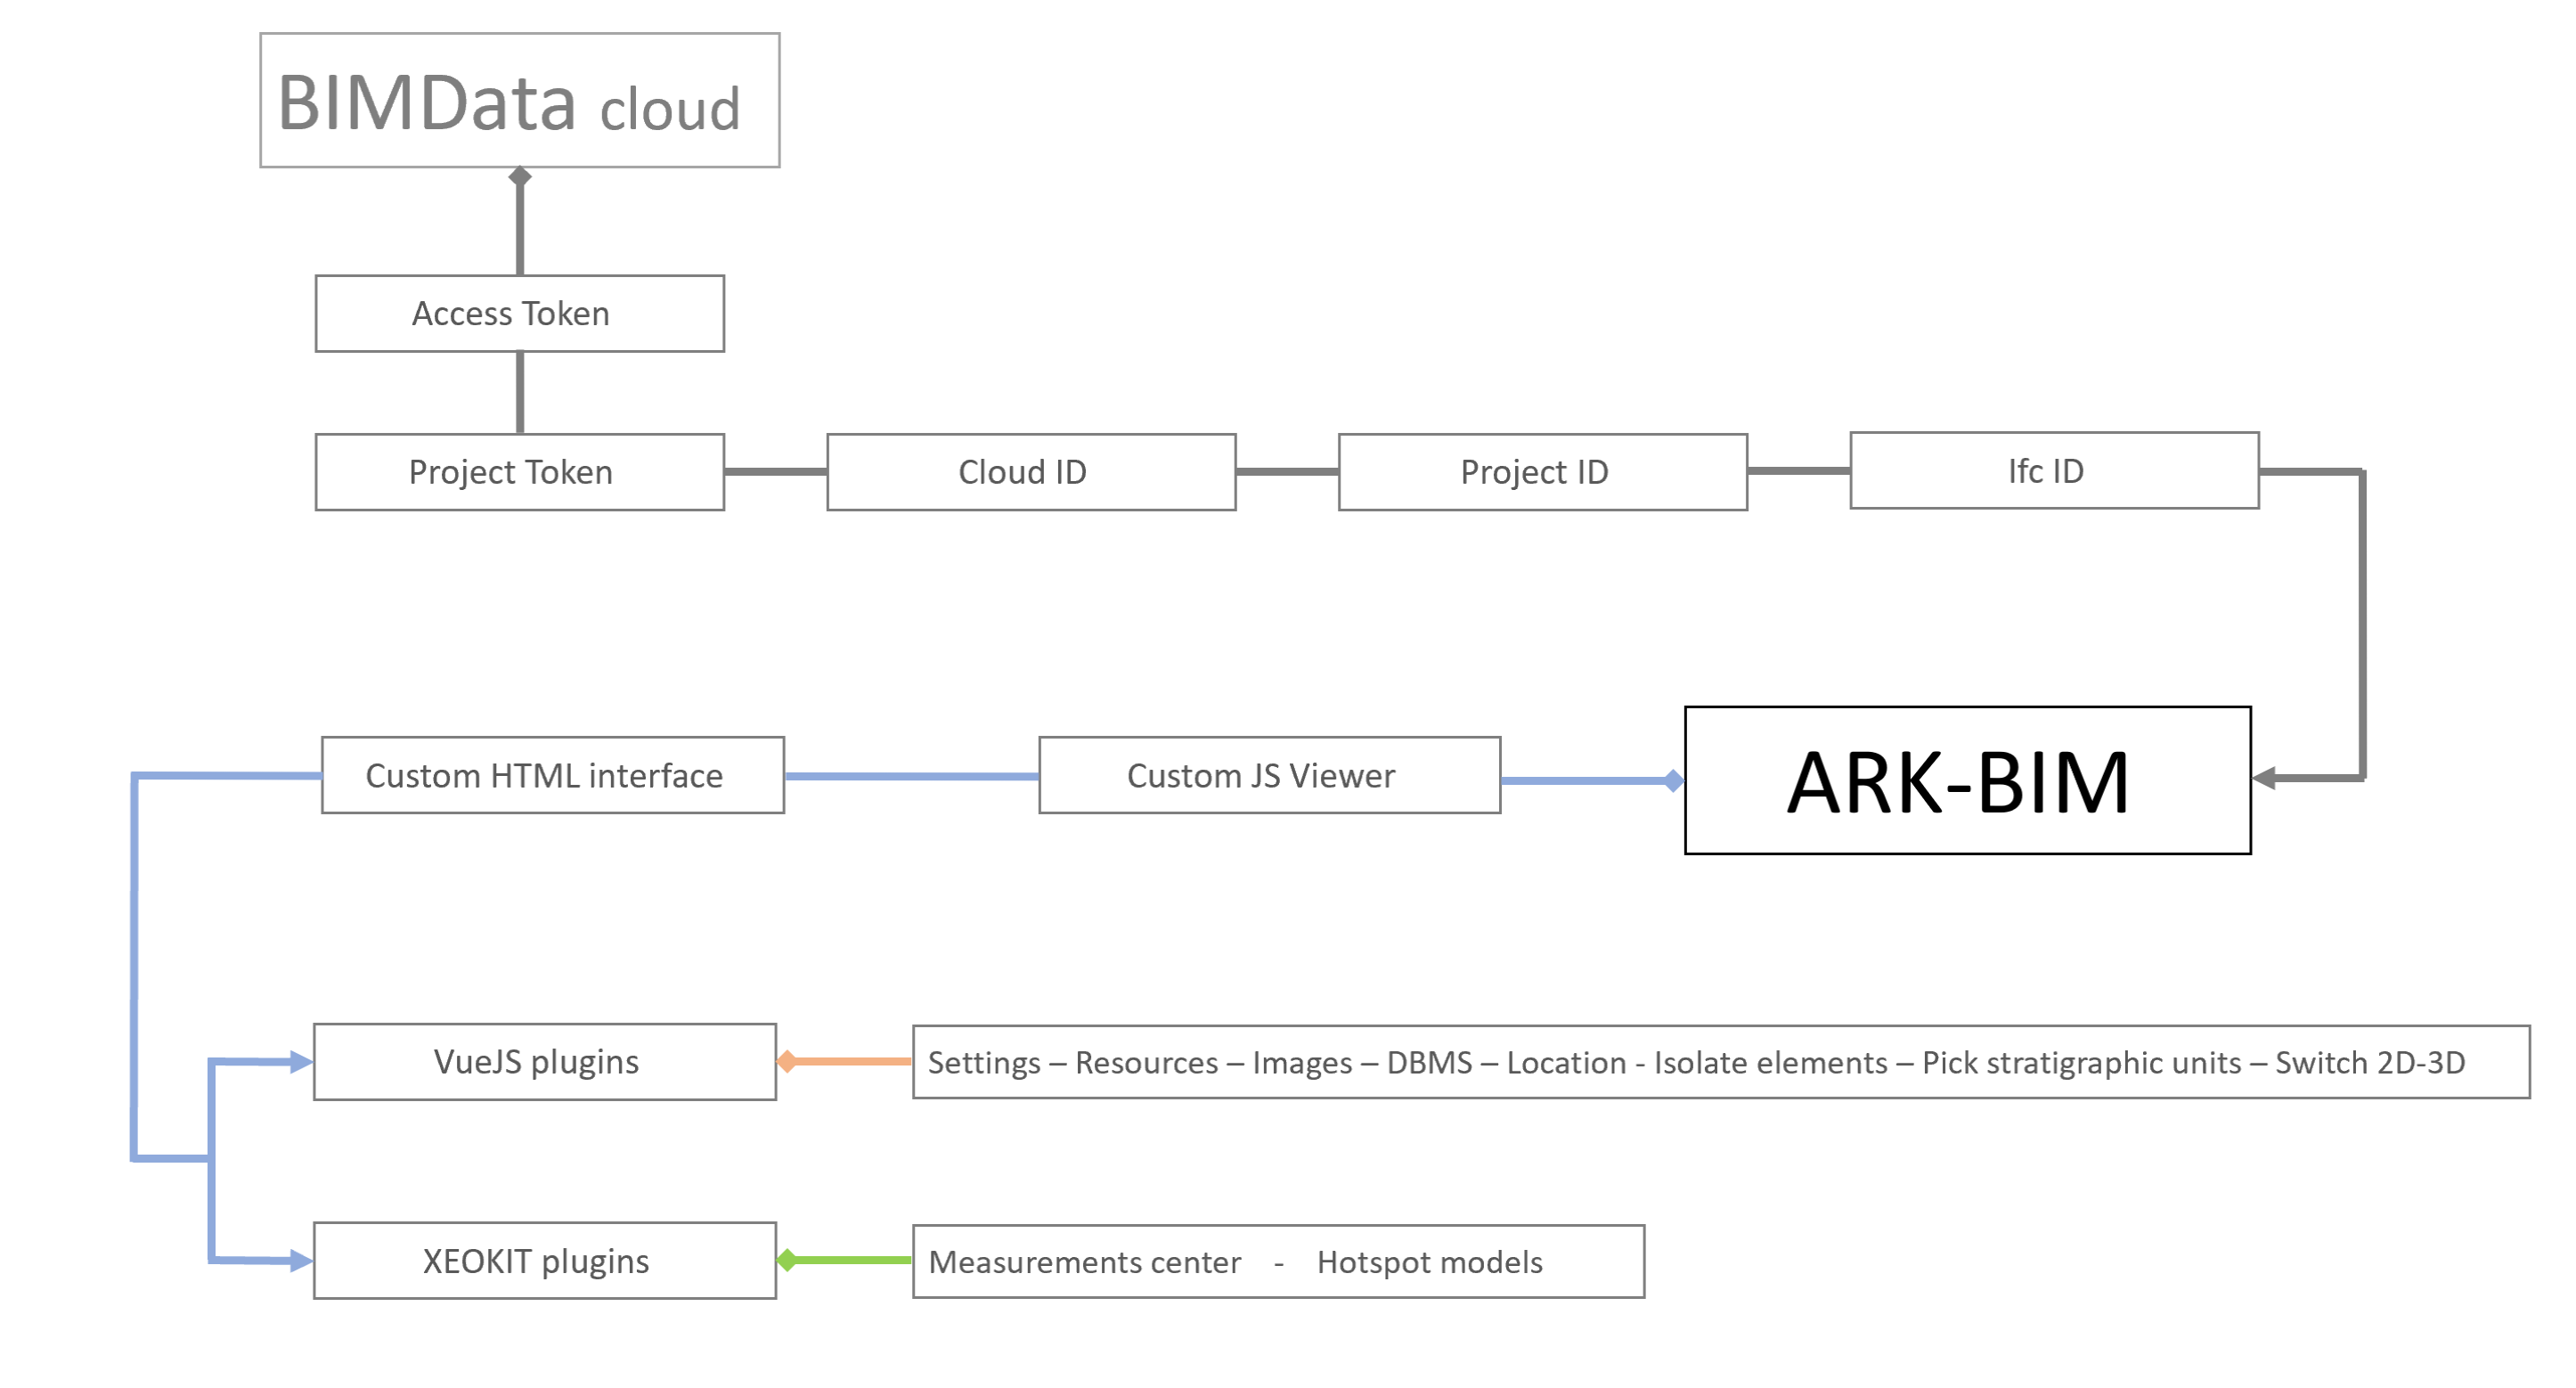 BIMData cloud
Access Token
Project Token
Cloud ID
Project ID
Ifc ID
Custom HTML interface
Custom JS Viewer
ARK-BIM
VueJS plugins
Settings – Resources – Images – DBMS – Location - Isolate elements – Pick stratigraphic units – Switch 2D-3D
XEOKIT plugins
Measurements center - Hotspot models